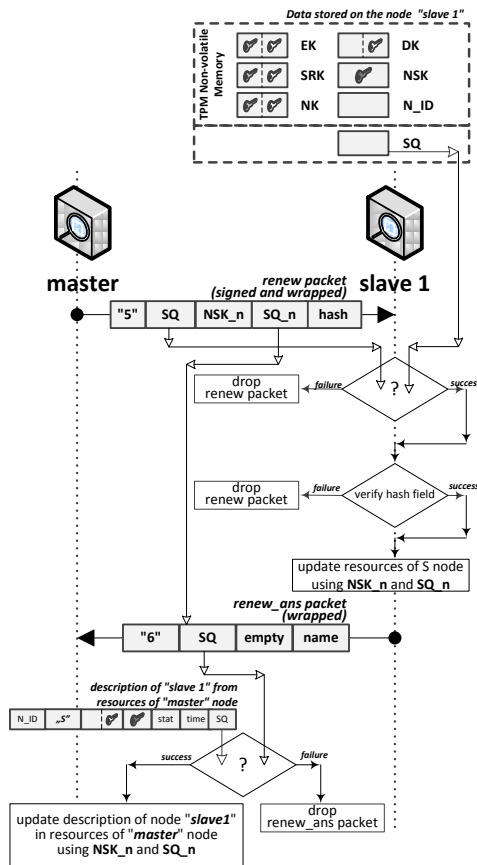 Data stored on the node "slave 1"
TPM Non-volatile
Memory
EK
DK
SRK
NSK
NK
N_ID
SQ
master
slave 1
renew packet
(signed and wrapped)
"5"
SQ
NSK_n
SQ_n
hash
?
failure
success
drop
renew packet
verify hash field
failure
success
drop
renew packet
update resources of S node
using NSK_n and SQ_n
renew_ans packet
(wrapped)
"6"
SQ
empty
name
description of "slave 1" from
resources of "master" node
N_ID
„S”
stat
time
SQ
success
?
failure
update description of node "slave1"
in resources of "master" node
using NSK_n and SQ_n
drop
renew_ans packet